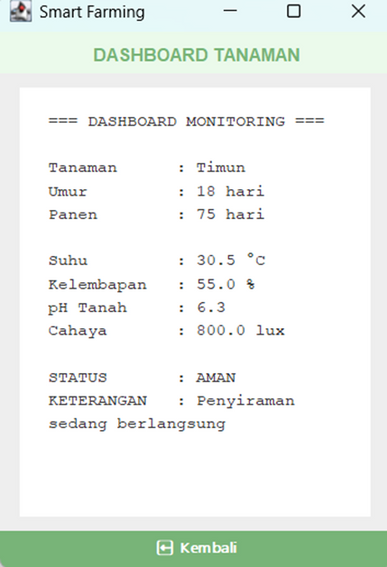 Smart Farming
DASHBOARD TANAMAN
=== DASHBOARD MONITORING ===
Tanaman : Timun
Umur : 18 hari
Panen : 75 hari
Suhu : 30.5 °C
Kelembapan : 55.0 %
pH Tanah : 6.3
Cahaya : 800.0 lux
STATUS : AMAN
KETERANGAN : Penyiraman
sedang berlangsung
Kembali